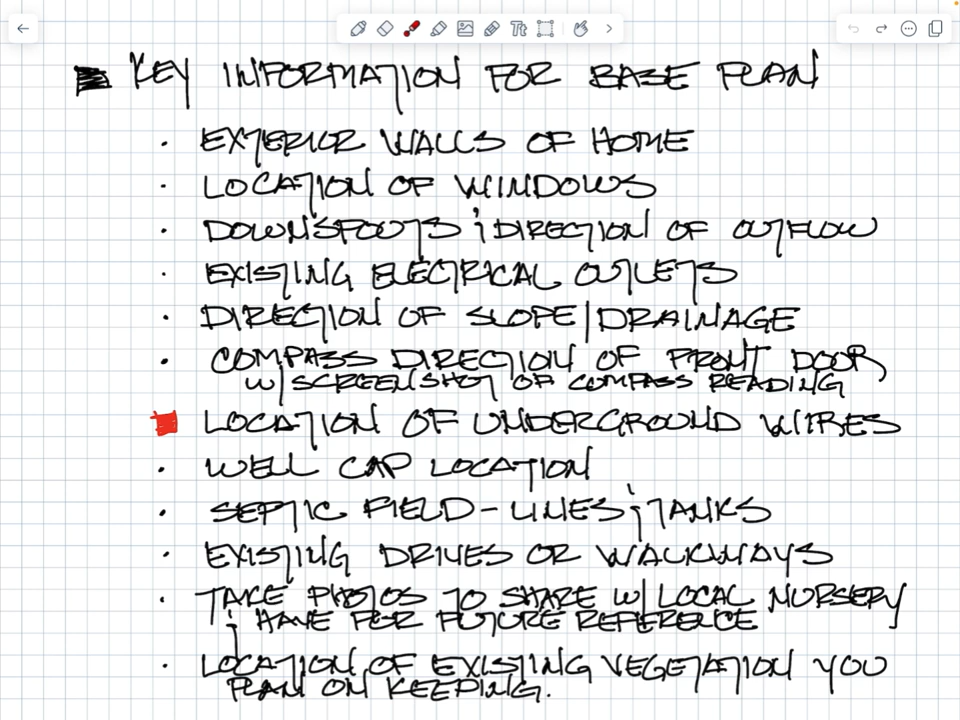 KEY INFORMATION FOR BASE PLAN
· EXTERIOR WALLS OF HOME
· LOCATION OF WINDOWS
· DOWNSPOUTS & DIRECTION OF OUTFLOW
· EXISTING ELECTRICAL OUTLETS
· DIRECTION OF SLOPE/DRAINAGE
· COMPASS DIRECTION OF FRONT DOOR
W/ SCREENSHOT OF COMPASS READING
LOCATION OF UNDERGROUND WIRES
· WELL CAP LOCATION
· SEPTIC FIELD - LINES & TANKS
· EXISTING DRIVES OR WALKWAYS
· TAKE PHOTOS TO SHARE W/ LOCAL NURSERY
& HAVE FOR FUTURE REFERENCE
· LOCATION OF EXISTING VEGETATION YOU
PLAN ON KEEPING.